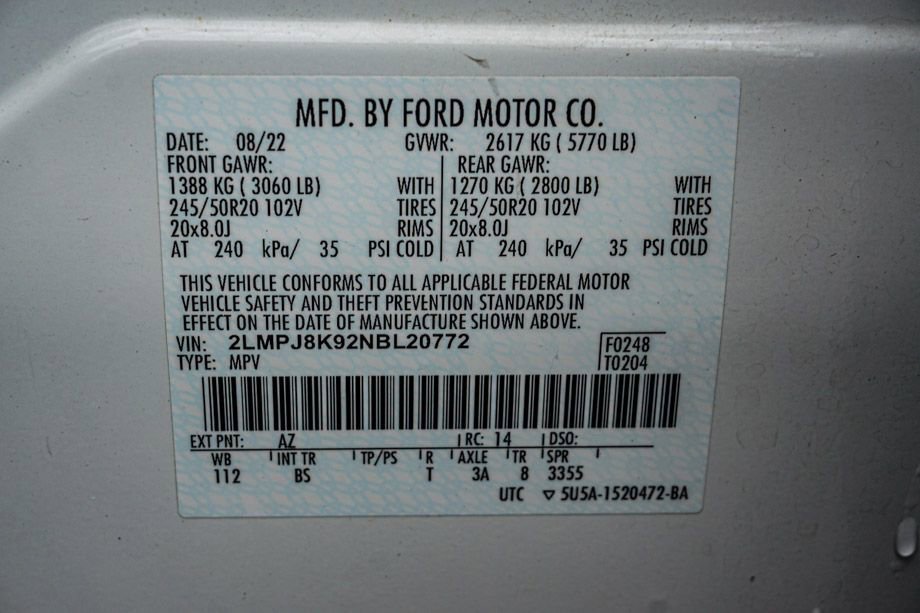 MFD. BY FORD MOTOR CO.
DATE: 08/22 GVWR: 2617 KG ( 5770 LB)
FRONT GAWR: REAR GAWR:
1388 KG ( 3060 LB) WITH 1270 KG ( 2800 LB) WITH
245/50R20 102V TIRES 245/50R20 102V TIRES
20x8.0J RIMS 20x8.0J RIMS
AT 240 kPa/ 35 PSI COLD AT 240 kPa/ 35 PSI COLD
THIS VEHICLE CONFORMS TO ALL APPLICABLE FEDERAL MOTOR
VEHICLE SAFETY AND THEFT PREVENTION STANDARDS IN
EFFECT ON THE DATE OF MANUFACTURE SHOWN ABOVE.
VIN: 2LMPJ8K92NBL20772 F0248
TYPE: MPV T0204
EXT PNT: AZ RC: 14 DSO:
WB INT TR TP/PS R AXLE TR SPR
112 BS T 3A 8 3355
UTC ▽ 5U5A-1520472-BA